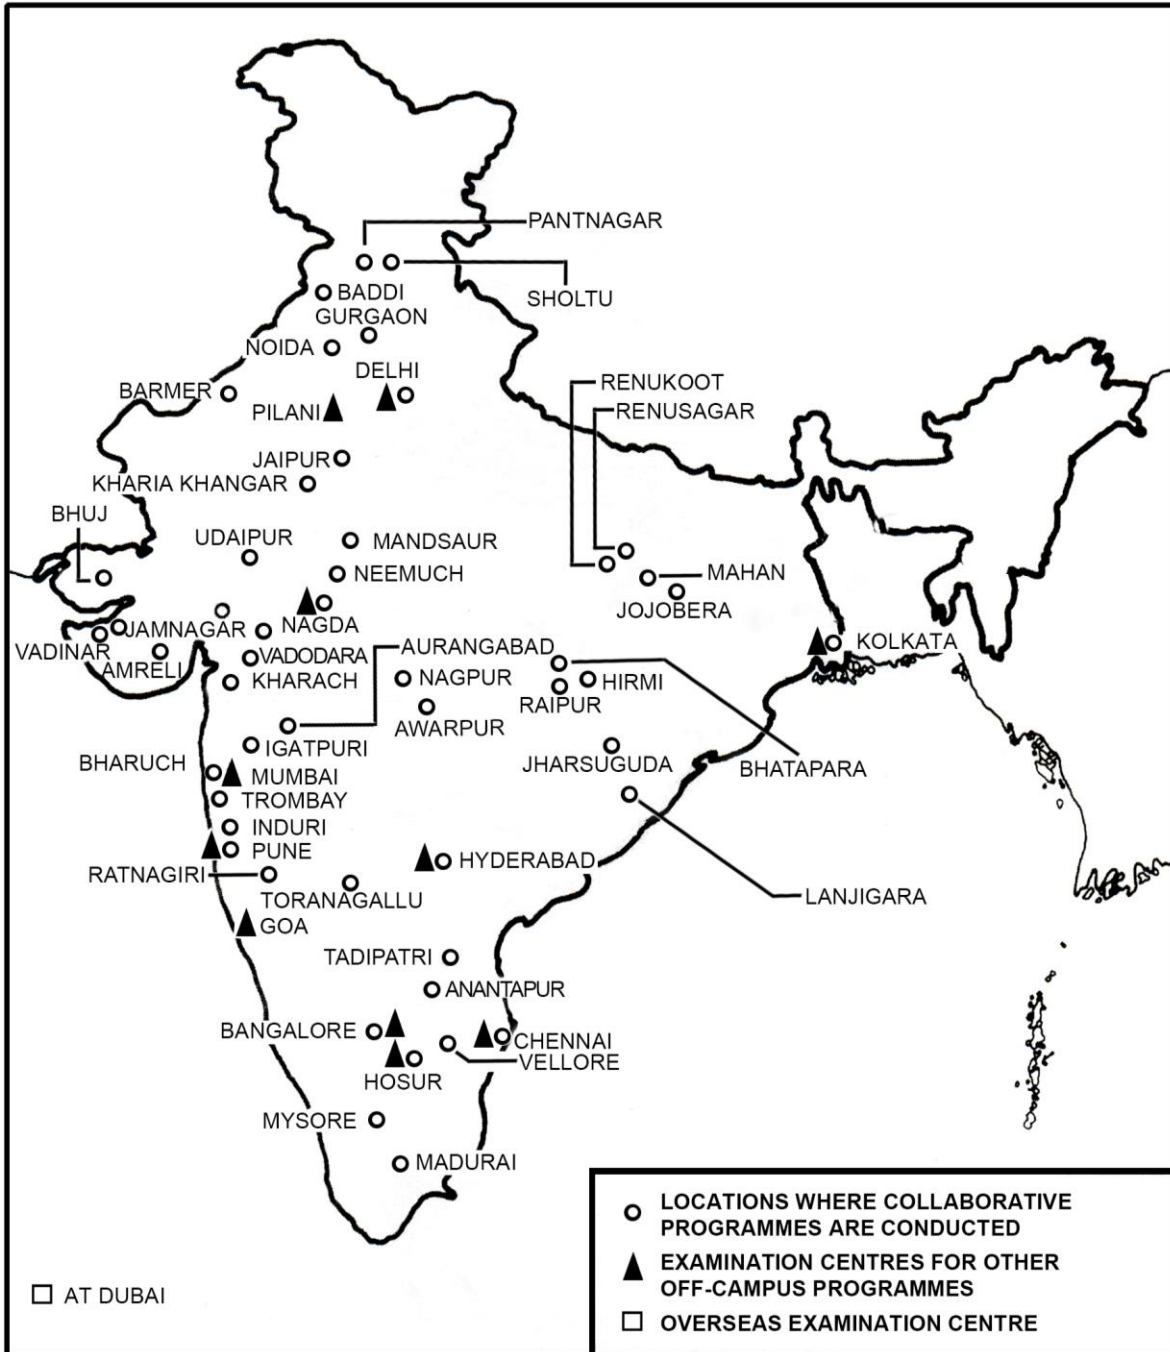 PANTNAGAR
SHOLTU
BADDI
GURGAON
NOIDA
DELHI
BARMER
PILANI
RENUKOOT
RENUSAGAR
JAIPUR
KHARIA KHANGAR
BHUJ
UDAIPUR
MANDSAUR
NEEMUCH
MAHAN
JOJOBERA
JAMNAGAR
NAGDA
VADINAR
AMRELI
VADODARA
AURANGABAD
KOLKATA
KHARACH
NAGPUR
HIRMI
RAIPUR
AWARPUR
IGATPURI
BHARUCH
JHARSUGUDA
BHATAPARA
MUMBAI
TROMBAY
INDURI
PUNE
HYDERABAD
RATNAGIRI
TORANAGALLU
LANJIGARA
GOA
TADIPATRI
ANANTAPUR
BANGALORE
CHENNAI
VELLORE
HOSUR
MYSORE
MADURAI
LOCATIONS WHERE COLLABORATIVE
PROGRAMMES ARE CONDUCTED
EXAMINATION CENTRES FOR OTHER
OFF-CAMPUS PROGRAMMES
OVERSEAS EXAMINATION CENTRE
AT DUBAI